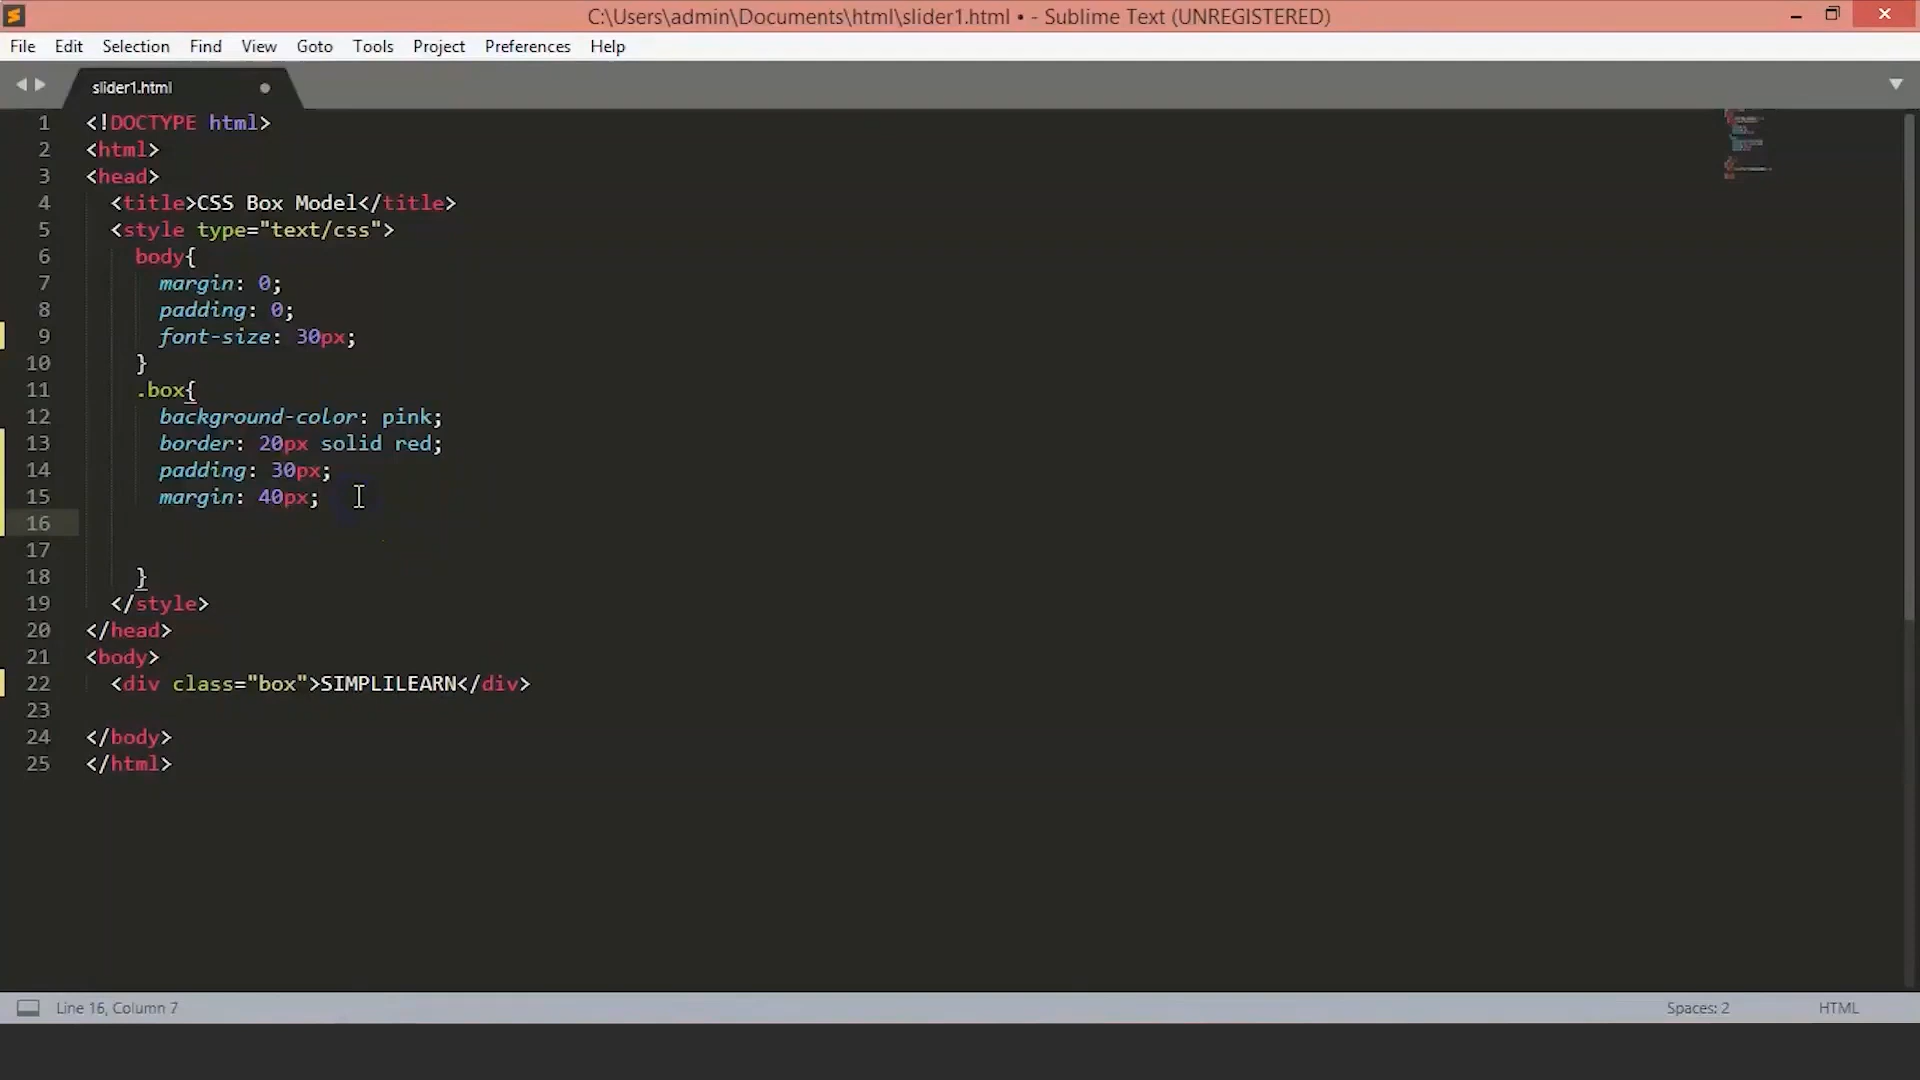 C:\Users\admin\Documents\html\slider1.html • - Sublime Text (UNREGISTERED)
File Edit Selection Find View Goto Tools Project Preferences Help
slider1.html
1 <!DOCTYPE html>
2 <html>
3 <head>
4 <title>CSS Box Model</title>
5 <style type="text/css">
6 body{
7 margin: 0;
8 padding: 0;
9 font-size: 30px;
10 }
11 .box{
12 background-color: pink;
13 border: 20px solid red;
14 padding: 30px;
15 margin: 40px;
16
17
18 }
19 </style>
20 </head>
21 <body>
22 <div class="box">SIMPLILEARN</div>
23
24 </body>
25 </html>
Line 16, Column 7 Spaces: 2 HTML